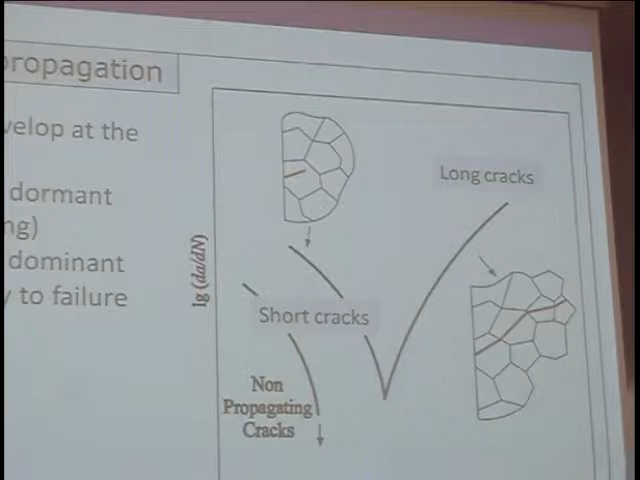 propagation
velop at the
dormant
ng)
dominant
y to failure
lg (da/dN)
Long cracks
Short cracks
Non
Propagating
Cracks